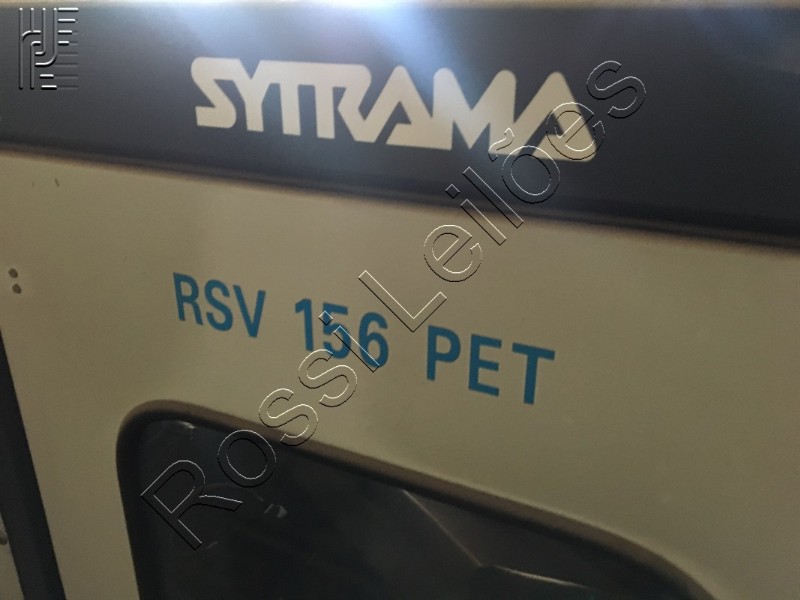 SYTRAMA
RSV 156 PET
Rossi Leilões